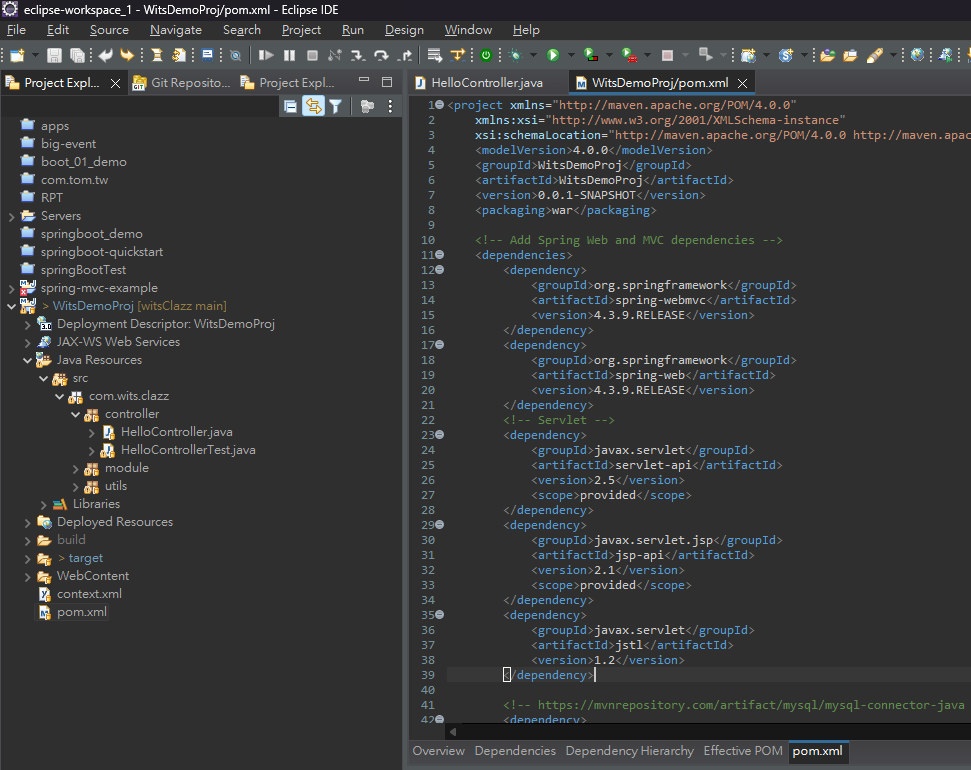 eclipse-workspace_1 - WitsDemoProj/pom.xml - Eclipse IDE
File Edit Source Navigate Search Project Run Design Window Help
Project Expl... Git Reposito... Project Expl...
apps
big-event
boot_01_demo
com.tom.tw
RPT
Servers
springboot_demo
springboot-quickstart
springBootTest
spring-mvc-example
> WitsDemoProj [witsClazz main]
Deployment Descriptor: WitsDemoProj
JAX-WS Web Services
Java Resources
src
com.wits.clazz
controller
HelloController.java
HelloControllerTest.java
module
utils
Libraries
Deployed Resources
build
> target
WebContent
context.xml
pom.xml
HelloController.java WitsDemoProj/pom.xml
1 <project xmlns="http://maven.apache.org/POM/4.0.0"
2 xmlns:xsi="http://www.w3.org/2001/XMLSchema-instance"
3 xsi:schemaLocation="http://maven.apache.org/POM/4.0.0 http://maven.apac
4 <modelVersion>4.0.0</modelVersion>
5 <groupId>WitsDemoProj</groupId>
6 <artifactId>WitsDemoProj</artifactId>
7 <version>0.0.1-SNAPSHOT</version>
8 <packaging>war</packaging>
9
10 <!-- Add Spring Web and MVC dependencies -->
11 <dependencies>
12 <dependency>
13 <groupId>org.springframework</groupId>
14 <artifactId>spring-webmvc</artifactId>
15 <version>4.3.9.RELEASE</version>
16 </dependency>
17 <dependency>
18 <groupId>org.springframework</groupId>
19 <artifactId>spring-web</artifactId>
20 <version>4.3.9.RELEASE</version>
21 </dependency>
22 <!-- Servlet -->
23 <dependency>
24 <groupId>javax.servlet</groupId>
25 <artifactId>servlet-api</artifactId>
26 <version>2.5</version>
27 <scope>provided</scope>
28 </dependency>
29 <dependency>
30 <groupId>javax.servlet.jsp</groupId>
31 <artifactId>jsp-api</artifactId>
32 <version>2.1</version>
33 <scope>provided</scope>
34 </dependency>
35 <dependency>
36 <groupId>javax.servlet</groupId>
37 <artifactId>jstl</artifactId>
38 <version>1.2</version>
39 </dependency>
40
41 <!-- https://mvnrepository.com/artifact/mysql/mysql-connector-java
42 <dependency>
Overview Dependencies Dependency Hierarchy Effective POM pom.xml